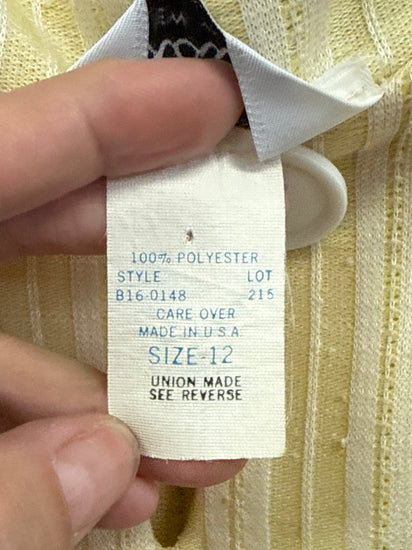 100% POLYESTER
STYLE LOT
B16 0148 215
CARE OVER
MADE IN U.S.A.
SIZE-12
UNION MADE
SEE REVERSE